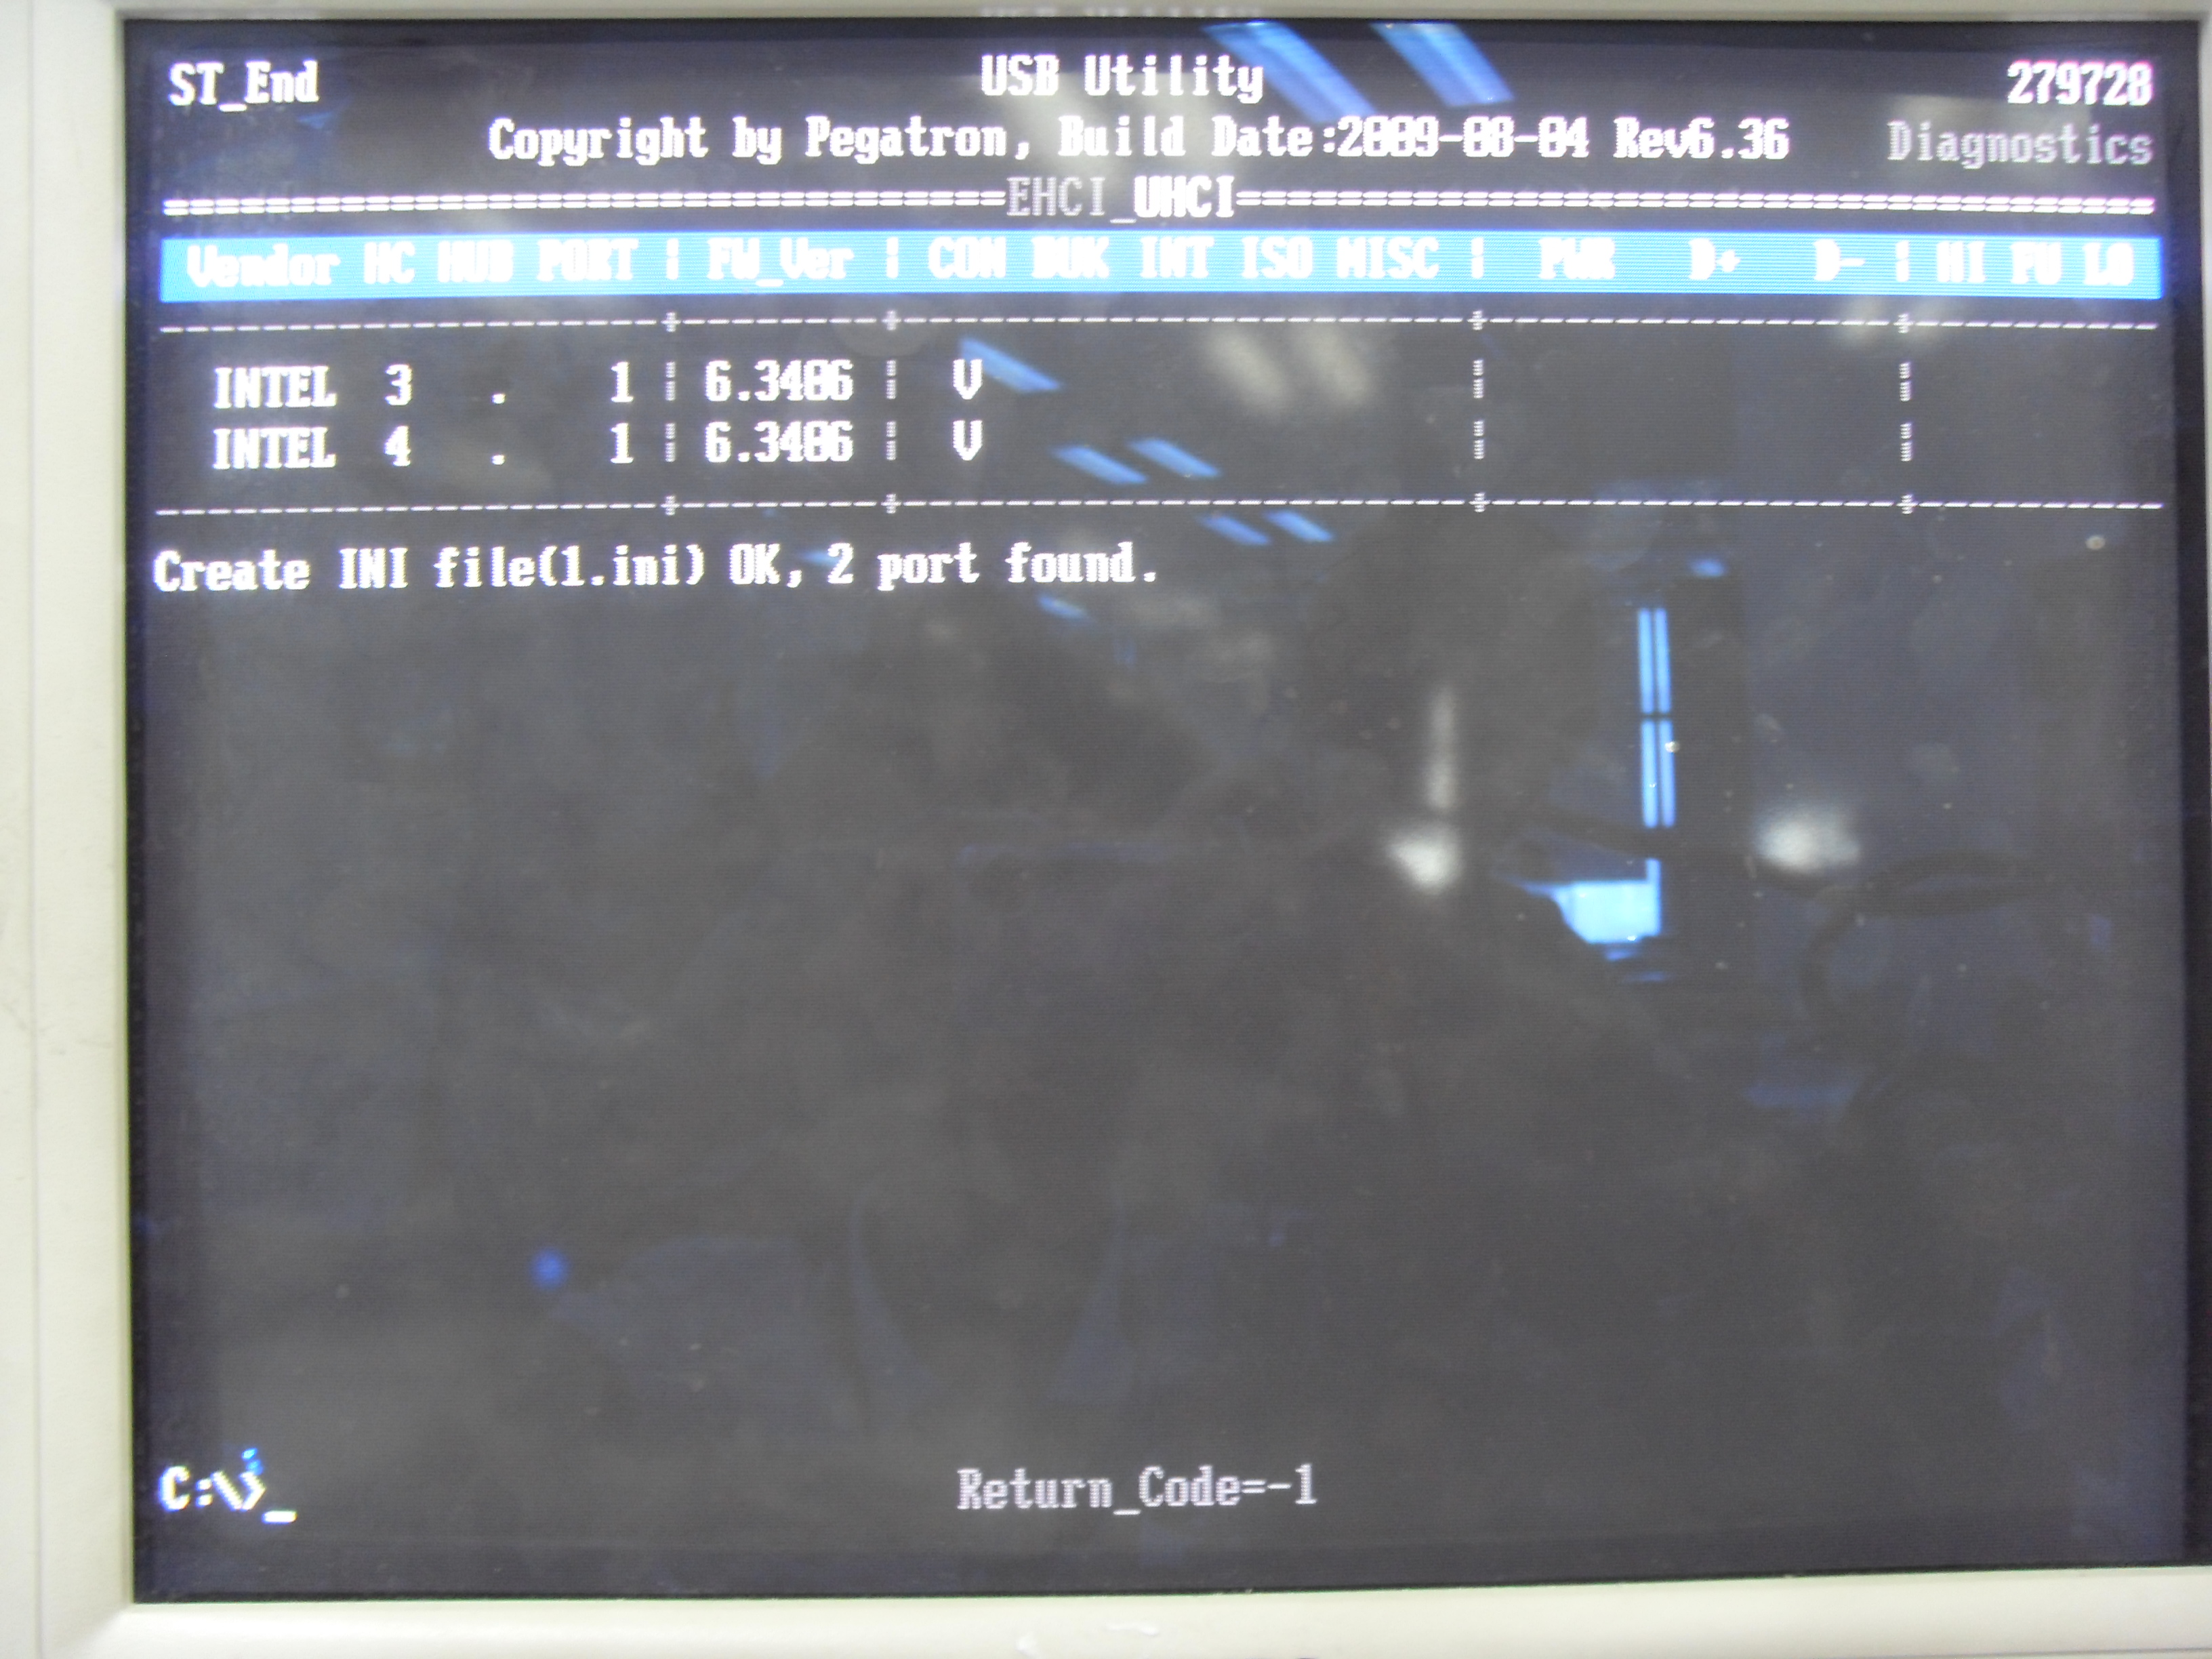 ST_End USB Utility 279728
Copyright by Pegatron, Build Date:2009-08-04 Rev6.36 Diagnostics
=================================EHCI_UHCI====================================
Vendor HC HUB PORT ¦ FW_Ver ¦ CON BUK INT ISO MISC ¦ PWR D+ D- ¦ HI FU LO
--------------------+--------+----------------------+----------------+----------
INTEL 3 . 1 ¦ 6.3406 ¦ V ¦ ¦
INTEL 4 . 1 ¦ 6.3406 ¦ V ¦ ¦
--------------------+--------+----------------------+----------------+----------
Create INI file(1.ini) OK, 2 port found.
C:\>_ Return_Code=-1